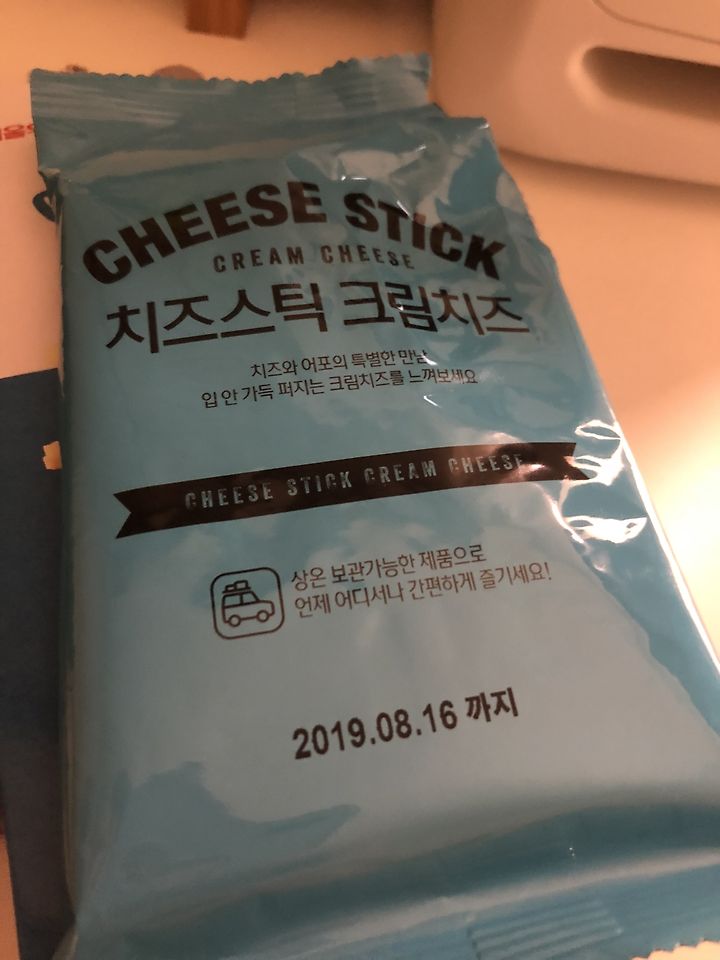 CHEESE STICK
CREAM CHEESE
치즈스틱 크림치즈
치즈와 어포의 특별한 만남
입 안 가득 퍼지는 크림치즈를 느껴보세요
CHEESE STICK CREAM CHEESE
상온 보관가능한 제품으로
언제 어디서나 간편하게 즐기세요!
2019.08.16 까지